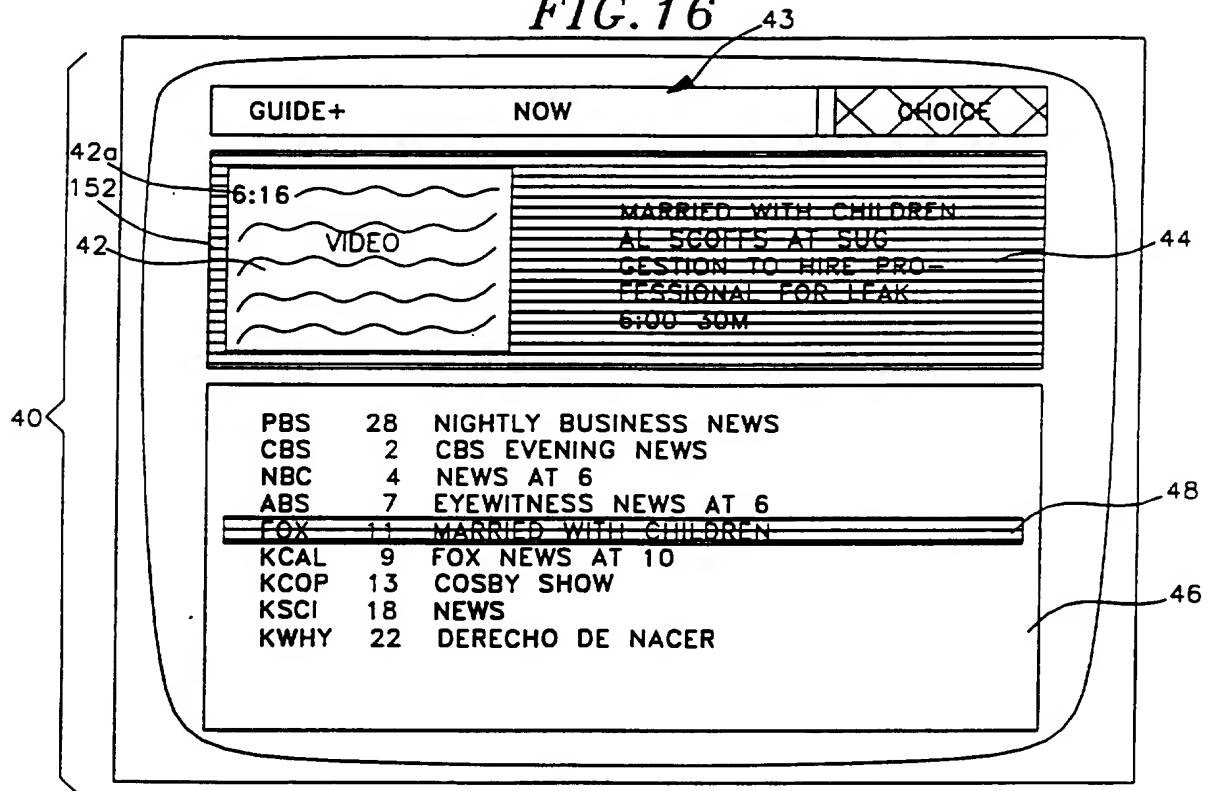 FIG. 16
43
GUIDE+ NOW CHOICE
42a
152
42
6:16
VIDEO
MARRIED WITH CHILDREN
AL SCOFFS AT SUG
GESTION TO HIRE PRO-
FESSIONAL FOR LEAK
6:00 30M
44
40
PBS 28 NIGHTLY BUSINESS NEWS
CBS 2 CBS EVENING NEWS
NBC 4 NEWS AT 6
ABS 7 EYEWITNESS NEWS AT 6
FOX 11 MARRIED WITH CHILDREN
KCAL 9 FOX NEWS AT 10
KCOP 13 COSBY SHOW
KSCI 18 NEWS
KWHY 22 DERECHO DE NACER
48
46